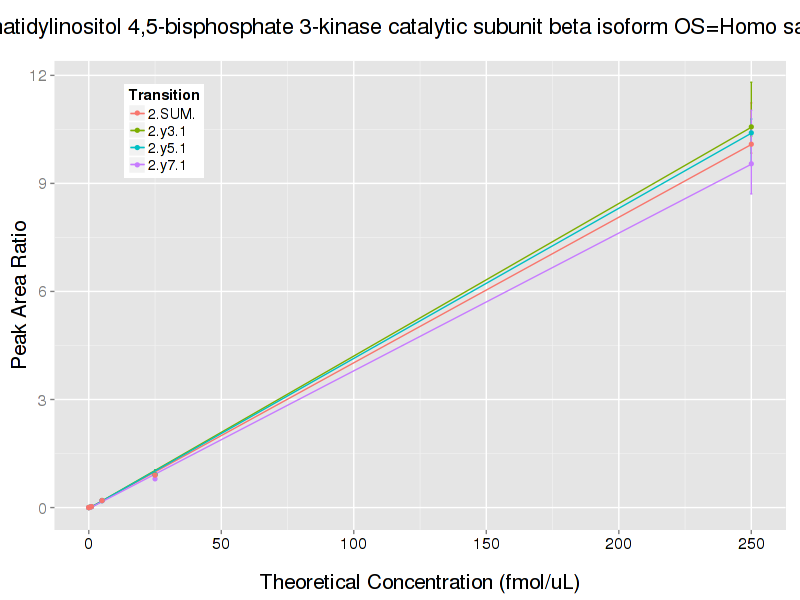 4,5-bisphosphate 3-kinase catalytic subunit beta isoform OS=Homo
12
9
6
3
0
Peak Area Ratio
Transition
2.SUM.
2.y3.1
2.y5.1
2.y7.1
0 50 100 150 200 250
Theoretical Concentration (fmol/uL)